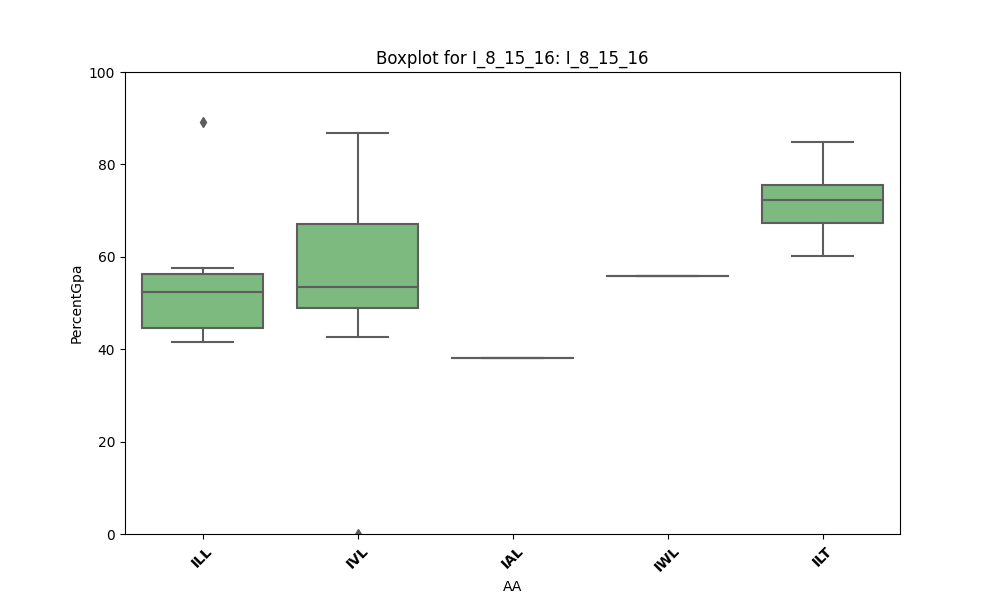 Boxplot for I_8_15_16: I_8_15_16
100
80
60
40
20
0
PercentGpa
ILL
IVL
IAL
IWL
ILT
AA